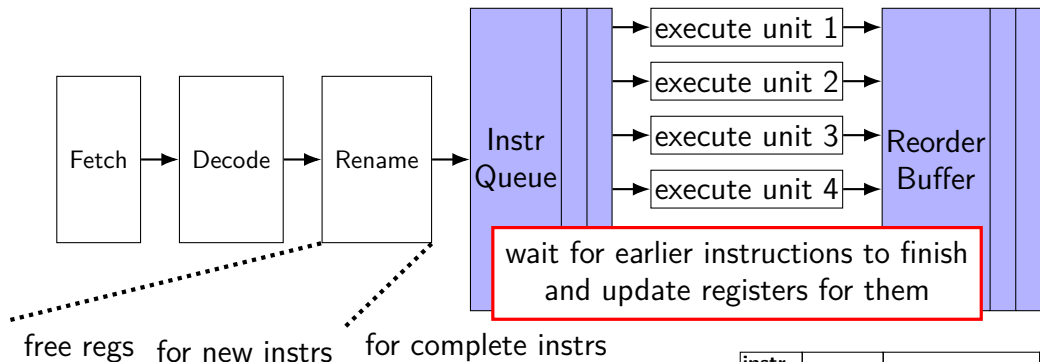 Fetch
Decode
Rename
Instr
Queue
execute unit 1
execute unit 2
execute unit 3
execute unit 4
Reorder
Buffer
wait for earlier instructions to finish
and update registers for them
free regs
for new instrs
for complete instrs
instr